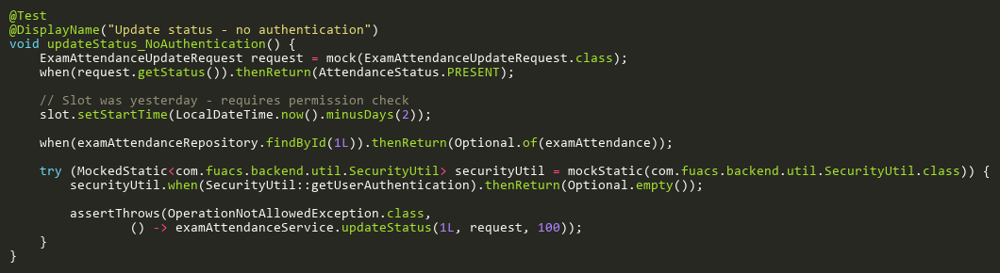 @Test
@DisplayName("Update status - no authentication")
void updateStatus_NoAuthentication() {
    ExamAttendanceUpdateRequest request = mock(ExamAttendanceUpdateRequest.class);
    when(request.getStatus()).thenReturn(AttendanceStatus.PRESENT);

    // Slot was yesterday - requires permission check
    slot.setStartTime(LocalDateTime.now().minusDays(2));

    when(examAttendanceRepository.findById(1L)).thenReturn(Optional.of(examAttendance));

    try (MockedStatic<com.fuacs.backend.util.SecurityUtil> securityUtil = mockStatic(com.fuacs.backend.util.SecurityUtil.class)) {
        securityUtil.when(SecurityUtil::getUserAuthentication).thenReturn(Optional.empty());

        assertThrows(OperationNotAllowedException.class,
                () -> examAttendanceService.updateStatus(1L, request, 100));
    }
}